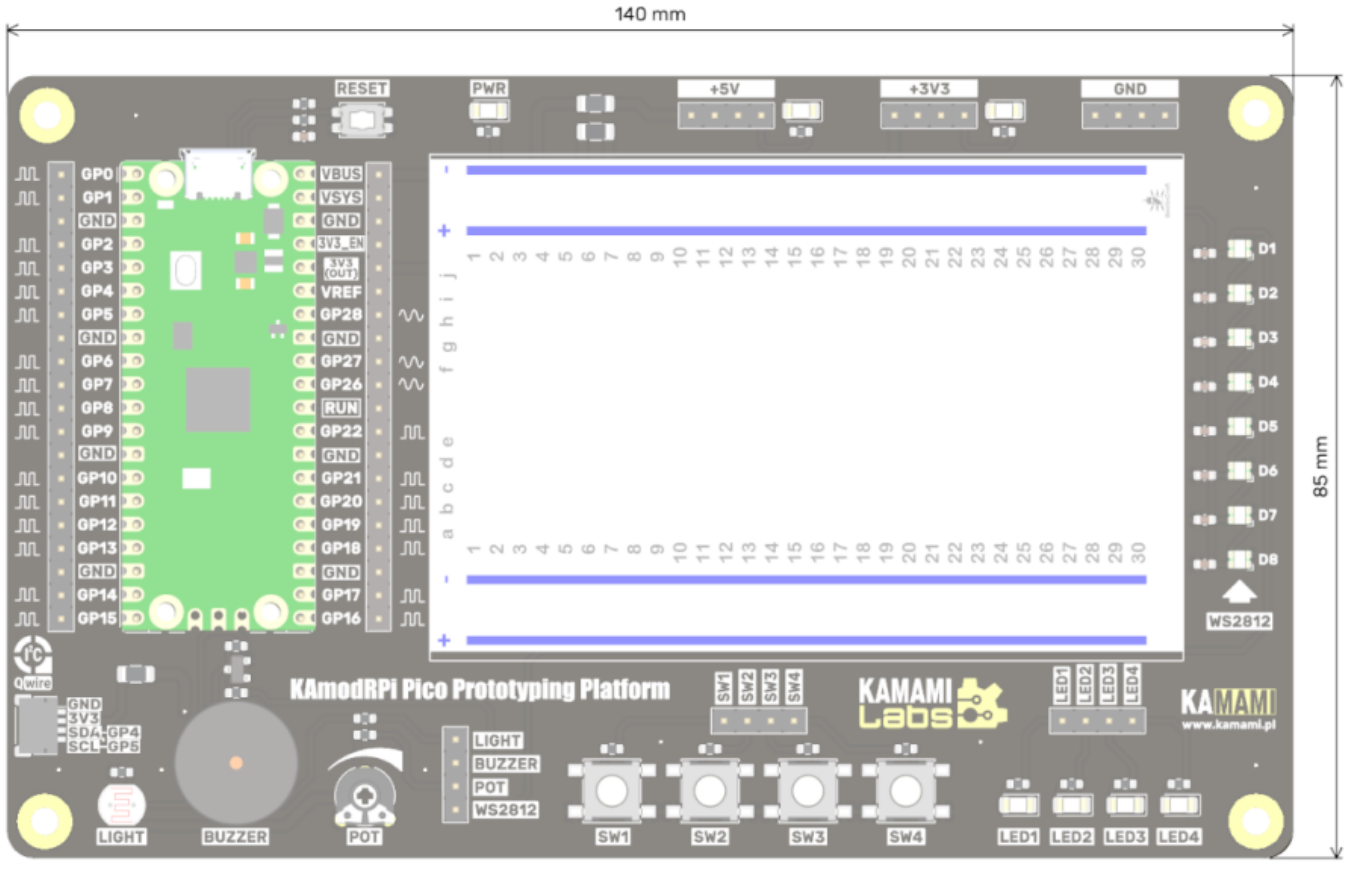 140 mm
RESET
PWR
+5V
+3V3
GND
GP0
GP1
GND
GP2
GP3
GP4
GP5
GND
GP6
GP7
GP8
GP9
GND
GP10
GP11
GP12
GP13
GND
GP14
GP15
VBUS
VSYS
GND
3V3_EN
3V3
(OUT)
VREF
GP28
GND
GP27
GP26
RUN
GP22
GND
GP21
GP20
GP19
GP18
GND
GP17
GP16
-
+
1 2 3 4 5 6 7 8 9 10 11 12 13 14 15 16 17 18 19 20 21 22 23 24 25 26 27 28 29 30
a b c d e f g h i j
1 2 3 4 5 6 7 8 9 10 11 12 13 14 15 16 17 18 19 20 21 22 23 24 25 26 27 28 29 30
-
+
D1
D2
D3
D4
D5
D6
D7
D8
WS2812
85 mm
I²C
Qwire
GND
3V3
SDA-GP4
SCL-GP5
LIGHT
BUZZER
KAmodRPi Pico Prototyping Platform
POT
LIGHT
BUZZER
POT
WS2812
SW1
SW2
SW3
SW4
SW1
SW2
SW3
SW4
KAMAMI
Labs
LED1
LED2
LED3
LED4
KAMAMI
www.kamami.pl
LED1
LED2
LED3
LED4